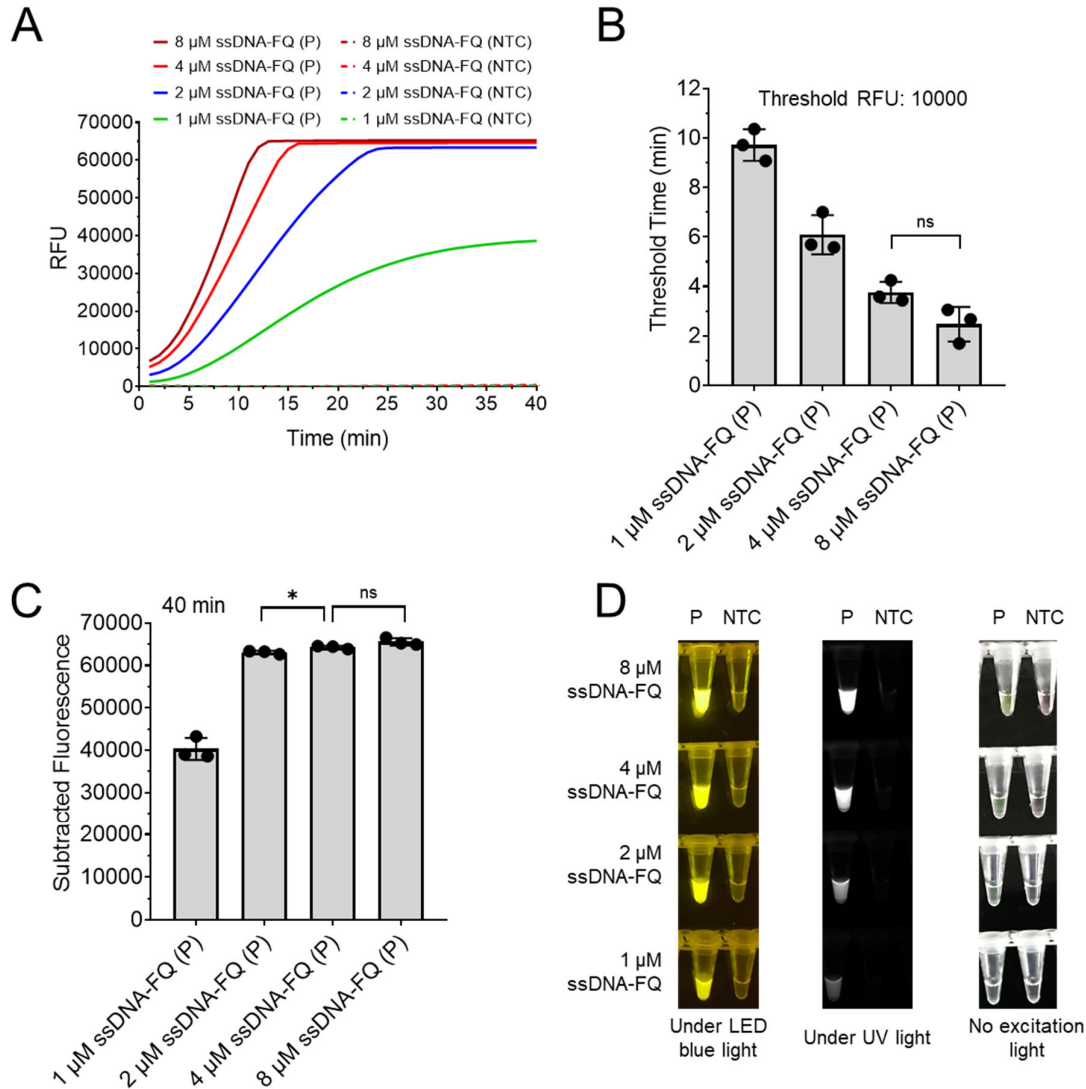 A
8 µM ssDNA-FQ (P)
8 µM ssDNA-FQ (NTC)
4 µM ssDNA-FQ (P)
4 µM ssDNA-FQ (NTC)
2 µM ssDNA-FQ (P)
2 µM ssDNA-FQ (NTC)
1 µM ssDNA-FQ (P)
1 µM ssDNA-FQ (NTC)
70000
60000
50000
40000
30000
20000
10000
0
RFU
0
5
10
15
20
25
30
35
40
Time (min)
B
Threshold RFU: 10000
12
10
8
6
4
2
0
Threshold Time (min)
ns
1 µM ssDNA-FQ (P)
2 µM ssDNA-FQ (P)
4 µM ssDNA-FQ (P)
8 µM ssDNA-FQ (P)
C
40 min
*
ns
70000
60000
50000
40000
30000
20000
10000
0
Subtracted Fluorescence
1 µM ssDNA-FQ (P)
2 µM ssDNA-FQ (P)
4 µM ssDNA-FQ (P)
8 µM ssDNA-FQ (P)
D
P NTC
P NTC
P NTC
8 µM
ssDNA-FQ
4 µM
ssDNA-FQ
2 µM
ssDNA-FQ
1 µM
ssDNA-FQ
Under LED
blue light
Under UV light
No excitation
light